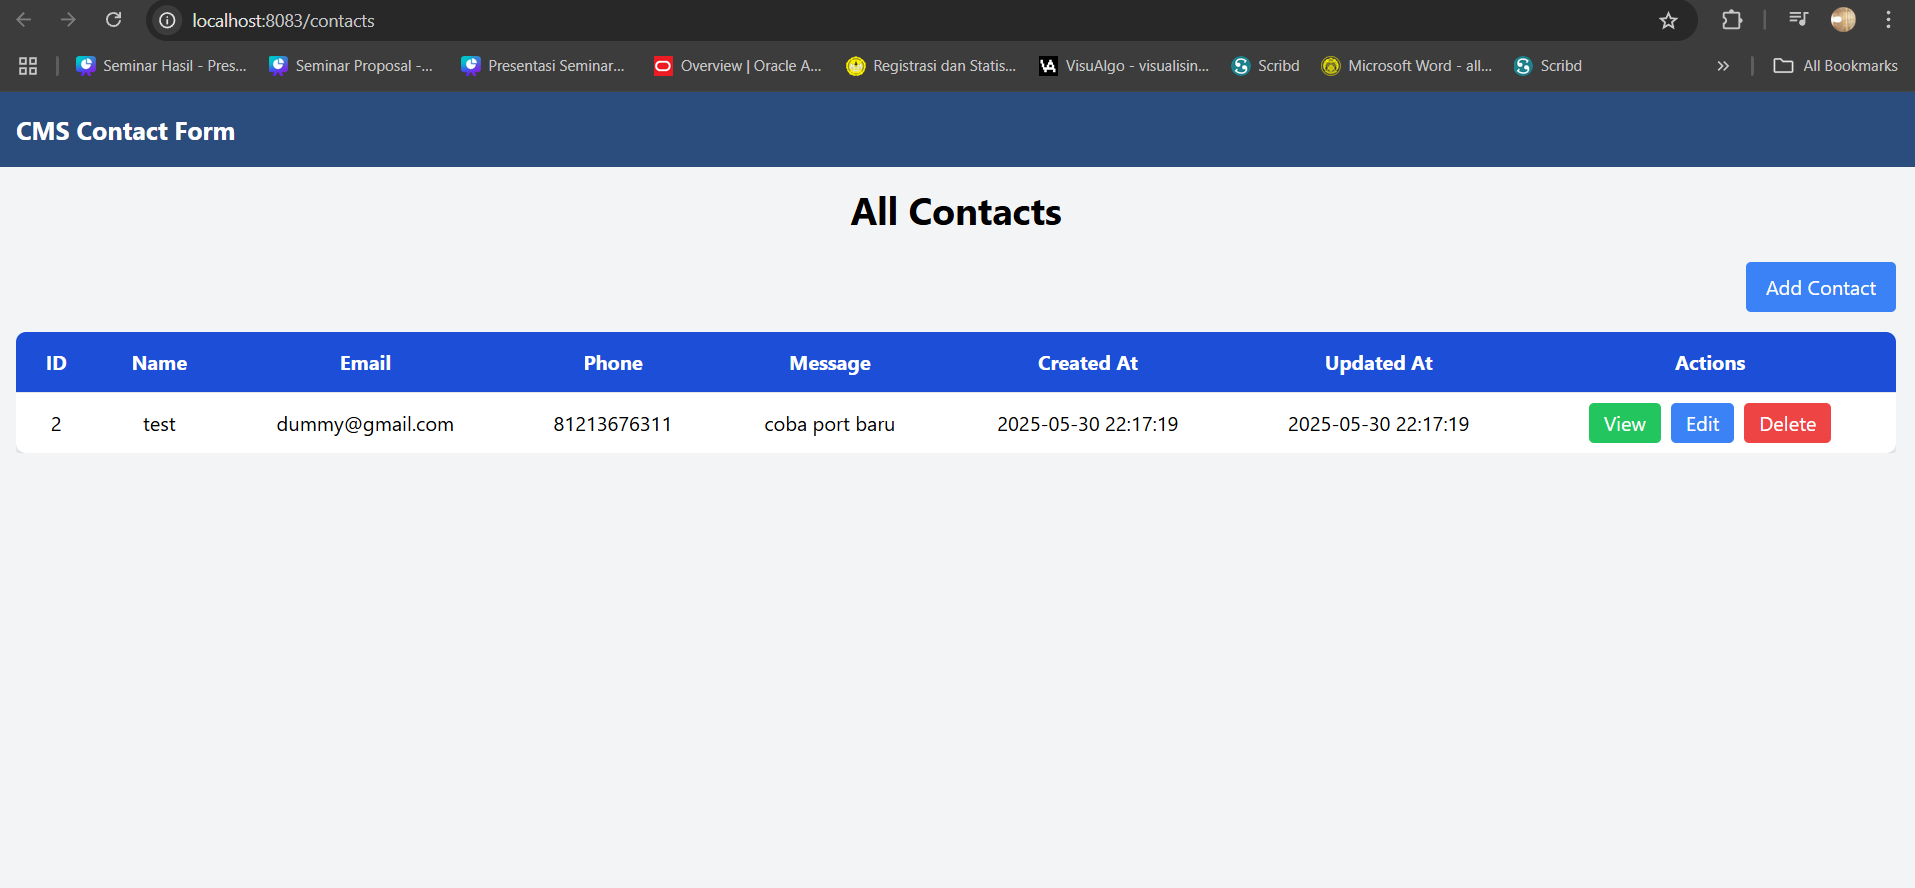 localhost:8083/contacts
Seminar Hasil - Pres... Seminar Proposal -... Presentasi Seminar... Overview | Oracle A... Registrasi dan Statis... VisuAlgo - visualisin... Scribd Microsoft Word - all... Scribd All Bookmarks
CMS Contact Form
All Contacts
Add Contact
ID Name Email Phone Message Created At Updated At Actions
2 test dummy@gmail.com 81213676311 coba port baru 2025-05-30 22:17:19 2025-05-30 22:17:19 View Edit Delete